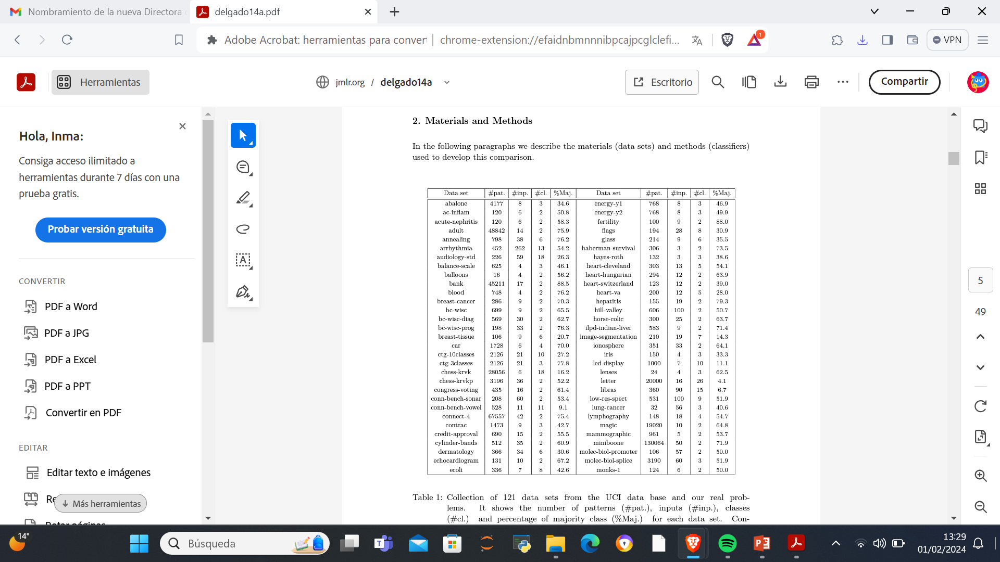 Nombramiento de la nueva Directora
delgado14a.pdf
Adobe Acrobat: herramientas para convert
chrome-extension://efaidnbmnnnibpcajpcglclefi...
1
VPN
Herramientas
jmlr.org / delgado14a
Escritorio
Compartir
Hola, Inma:
Consiga acceso ilimitado a
herramientas durante 7 días con una
prueba gratis.
Probar versión gratuita
CONVERTIR
PDF a Word
PDF a JPG
PDF a Excel
PDF a PPT
Convertir en PDF
EDITAR
Editar texto e imágenes
Más herramientas
2. Materials and Methods
In the following paragraphs we describe the materials (data sets) and methods (classifiers)
used to develop this comparison.
Data set #pat. #inp. #cl. %Maj. Data set #pat. #inp. #cl. %Maj.
abalone 4177 8 3 34.6 energy-y1 768 8 3 46.9
ac-inflam 120 6 2 50.8 energy-y2 768 8 3 49.9
acute-nephritis 120 6 2 58.3 fertility 100 9 2 88.0
adult 48842 14 2 75.9 flags 194 28 8 30.9
annealing 798 38 6 76.2 glass 214 9 6 35.5
arrhythmia 452 262 13 54.2 haberman-survival 306 3 2 73.5
audiology-std 226 59 18 26.3 hayes-roth 132 3 3 38.6
balance-scale 625 4 3 46.1 heart-cleveland 303 13 5 54.1
balloons 16 4 2 56.2 heart-hungarian 294 12 2 63.9
bank 45211 17 2 88.5 heart-switzerland 123 12 2 39.0
blood 748 4 2 76.2 heart-va 200 12 5 28.0
breast-cancer 286 9 2 70.3 hepatitis 155 19 2 79.3
bc-wisc 699 9 2 65.5 hill-valley 606 100 2 50.7
bc-wisc-diag 569 30 2 62.7 horse-colic 300 25 2 63.7
bc-wisc-prog 198 33 2 76.3 ilpd-indian-liver 583 9 2 71.4
breast-tissue 106 9 6 20.7 image-segmentation 210 19 7 14.3
car 1728 6 4 70.0 ionosphere 351 33 2 64.1
ctg-10classes 2126 21 10 27.2 iris 150 4 3 33.3
ctg-3classes 2126 21 3 77.8 led-display 1000 7 10 11.1
chess-krvk 28056 6 18 16.2 lenses 24 4 3 62.5
chess-krvkp 3196 36 2 52.2 letter 20000 16 26 4.1
congress-voting 435 16 2 61.4 libras 360 90 15 6.7
conn-bench-sonar 208 60 2 53.4 low-res-spect 531 100 9 51.9
conn-bench-vowel 528 11 11 9.1 lung-cancer 32 56 3 40.6
connect-4 67557 42 2 75.4 lymphography 148 18 4 54.7
contrac 1473 9 3 42.7 magic 19020 10 2 64.8
credit-approval 690 15 2 55.5 mammographic 961 5 2 53.7
cylinder-bands 512 35 2 60.9 miniboone 130064 50 2 71.9
dermatology 366 34 6 30.6 molec-biol-promoter 106 57 2 50.0
echocardiogram 131 10 2 67.2 molec-biol-splice 3190 60 3 51.9
ecoli 336 7 8 42.6 monks-1 124 6 2 50.0
Table 1: Collection of 121 data sets from the UCI data base and our real prob-
lems. It shows the number of patterns (#pat.), inputs (#inp.), classes
(#cl.) and percentage of majority class (%Maj.) for each data set. Con-
5
49
14°
Búsqueda
13:29
01/02/2024